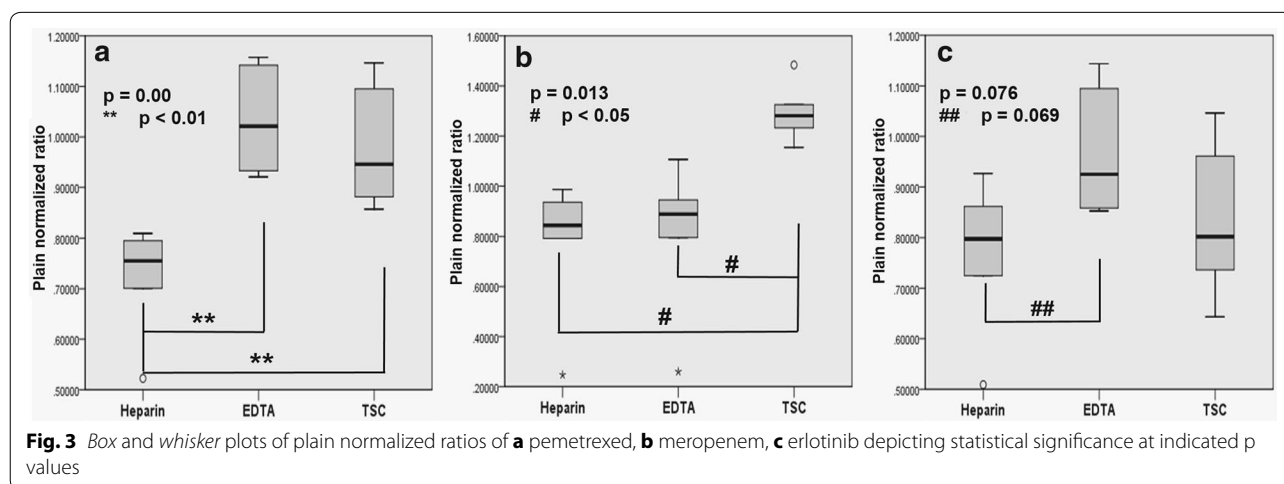 a
p = 0.00
** p < 0.01
Plain normalized ratio
1.20000
1.10000
1.00000
.90000
.80000
.70000
.60000
.50000
**
**
Heparin EDTA TSC
b
p = 0.013
# p < 0.05
Plain normalized ratio
1.60000
1.40000
1.20000
1.00000
.80000
.60000
.40000
.20000
#
#
Heparin EDTA TSC
c
p = 0.076
## p = 0.069
Plain normalized ratio
1.20000
1.10000
1.00000
.90000
.80000
.70000
.60000
.50000
##
Heparin EDTA TSC
Fig. 3 Box and whisker plots of plain normalized ratios of a pemetrexed, b meropenem, c erlotinib depicting statistical significance at indicated p
values